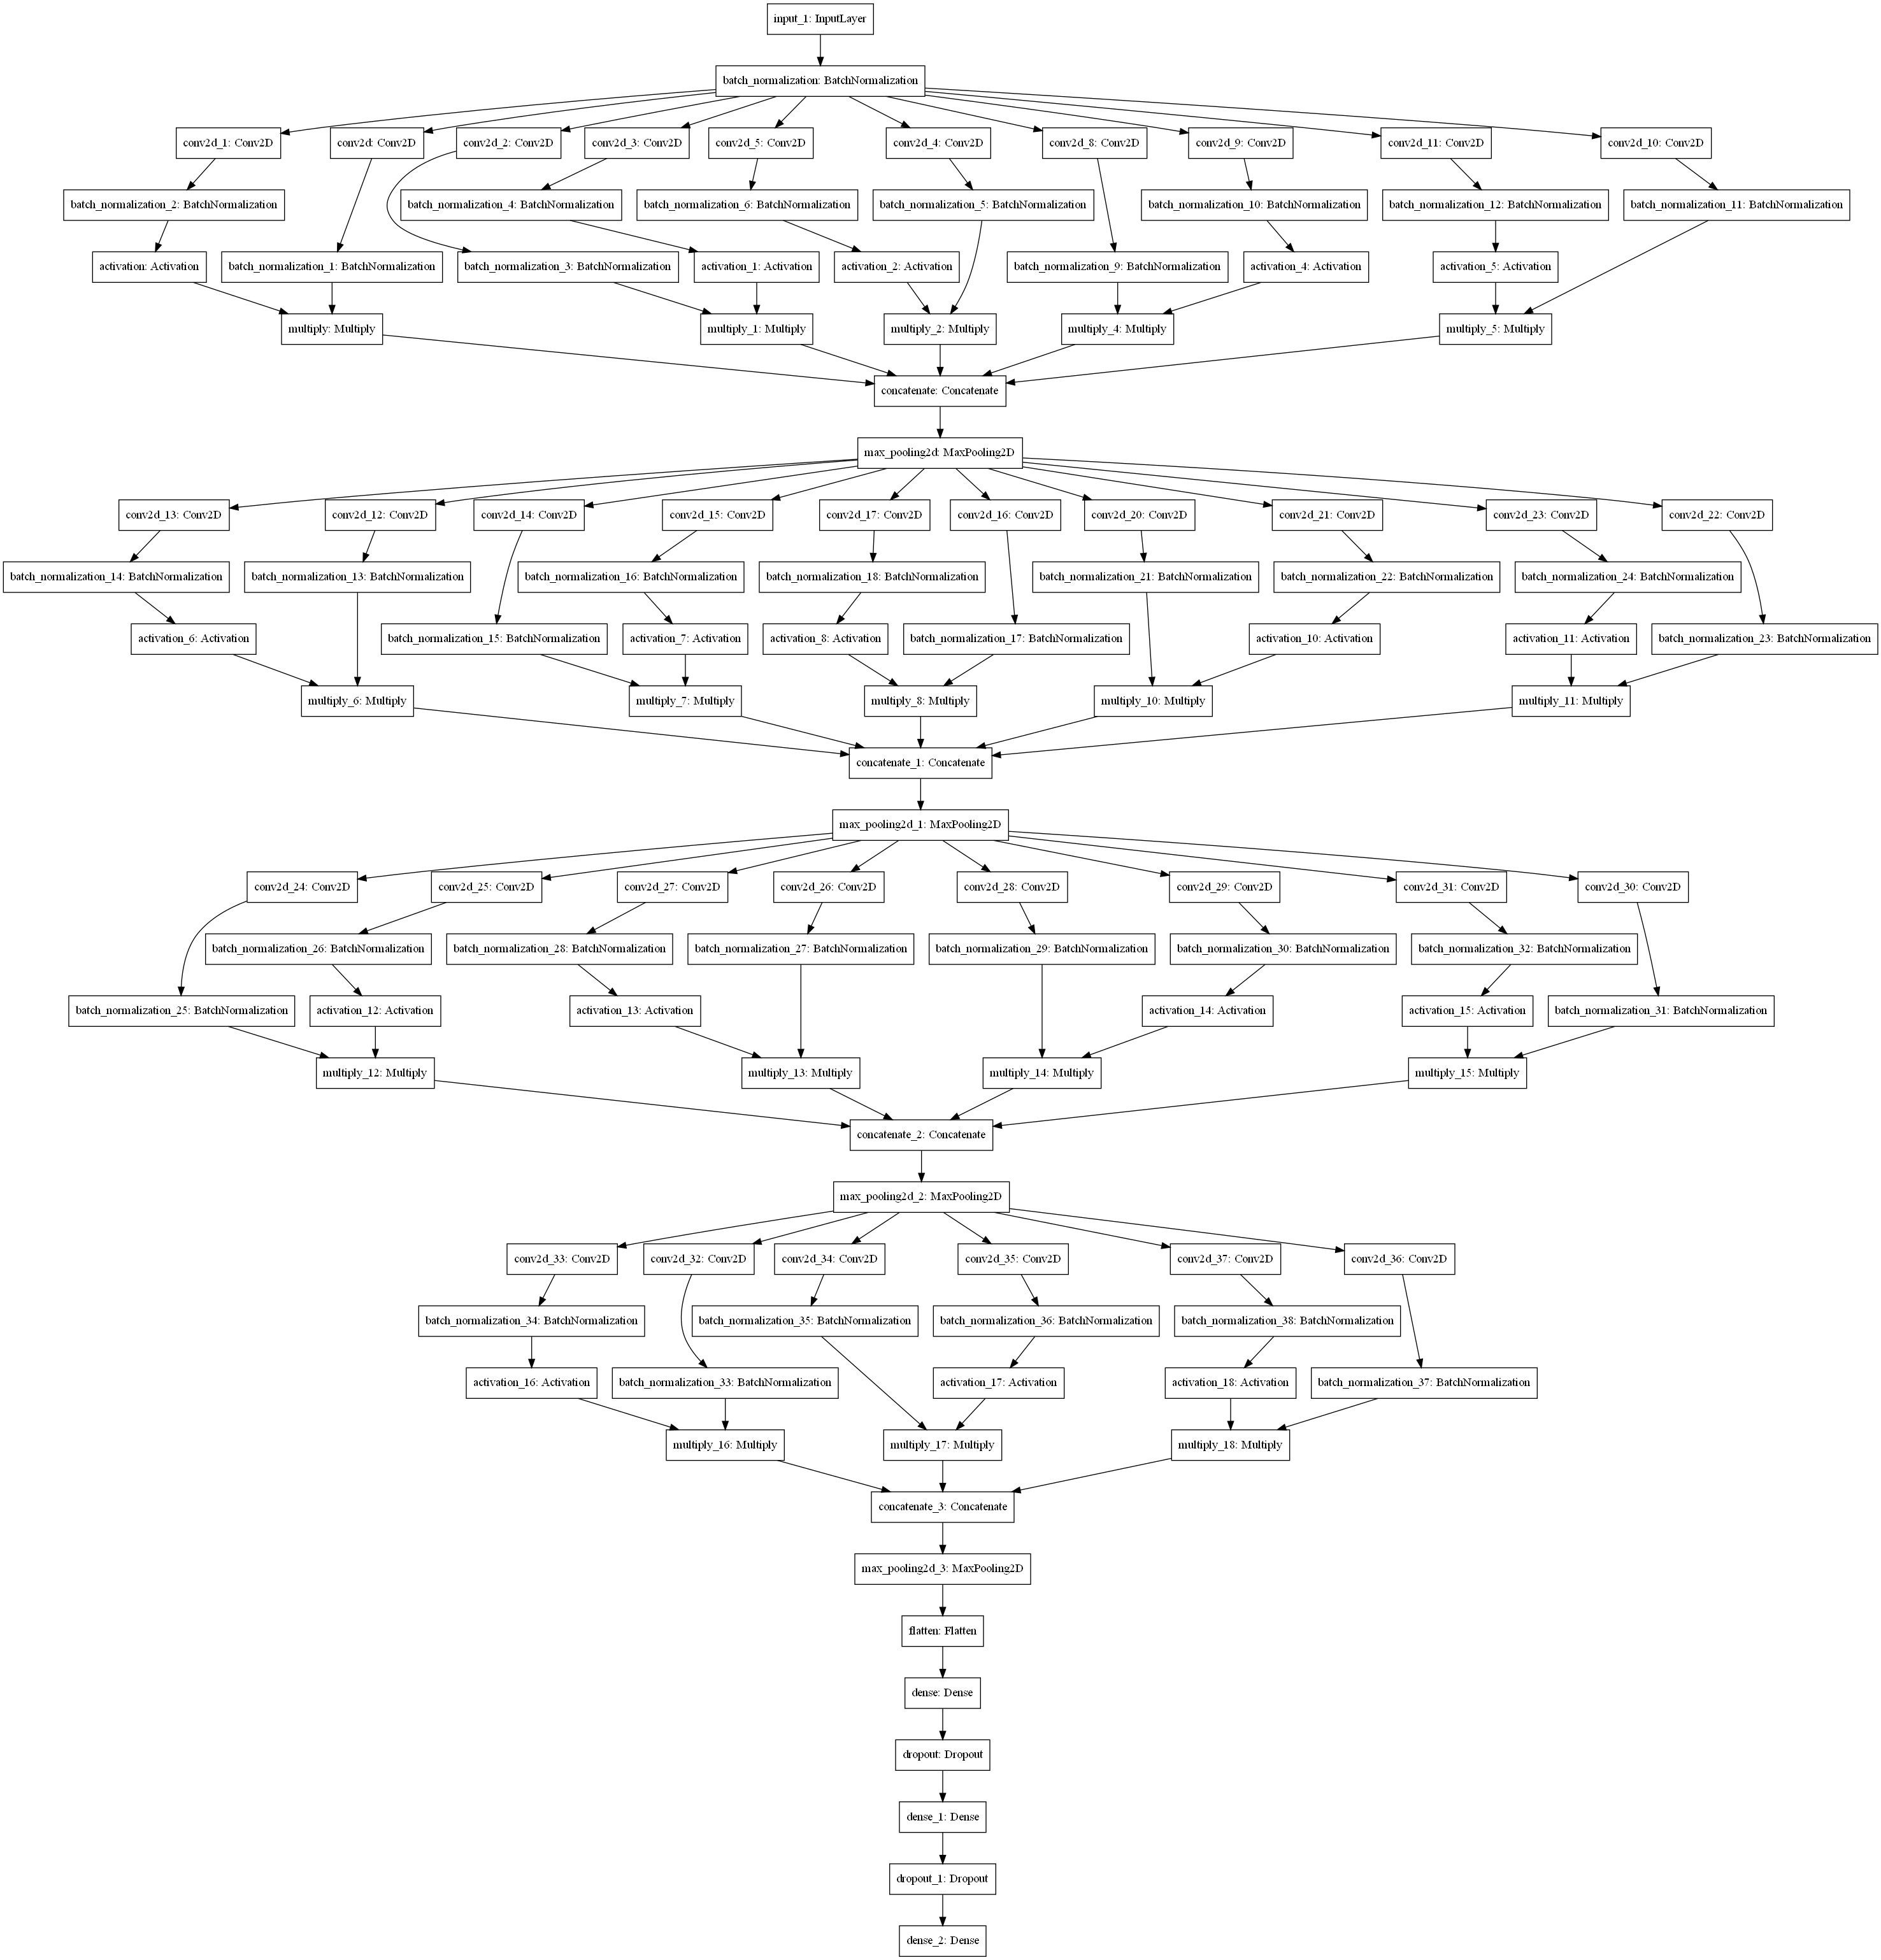 input_1: InputLayer
batch_normalization: BatchNormalization
conv2d_1: Conv2D
conv2d: Conv2D
conv2d_2: Conv2D
conv2d_3: Conv2D
conv2d_5: Conv2D
conv2d_4: Conv2D
conv2d_8: Conv2D
conv2d_9: Conv2D
conv2d_11: Conv2D
conv2d_10: Conv2D
batch_normalization_2: BatchNormalization
batch_normalization_4: BatchNormalization
batch_normalization_6: BatchNormalization
batch_normalization_5: BatchNormalization
batch_normalization_10: BatchNormalization
batch_normalization_12: BatchNormalization
batch_normalization_11: BatchNormalization
activation: Activation
batch_normalization_1: BatchNormalization
batch_normalization_3: BatchNormalization
activation_1: Activation
activation_2: Activation
batch_normalization_9: BatchNormalization
activation_4: Activation
activation_5: Activation
multiply: Multiply
multiply_1: Multiply
multiply_2: Multiply
multiply_4: Multiply
multiply_5: Multiply
concatenate: Concatenate
max_pooling2d: MaxPooling2D
conv2d_13: Conv2D
conv2d_12: Conv2D
conv2d_14: Conv2D
conv2d_15: Conv2D
conv2d_17: Conv2D
conv2d_16: Conv2D
conv2d_20: Conv2D
conv2d_21: Conv2D
conv2d_23: Conv2D
conv2d_22: Conv2D
batch_normalization_14: BatchNormalization
batch_normalization_13: BatchNormalization
batch_normalization_16: BatchNormalization
batch_normalization_18: BatchNormalization
batch_normalization_21: BatchNormalization
batch_normalization_22: BatchNormalization
batch_normalization_24: BatchNormalization
activation_6: Activation
batch_normalization_15: BatchNormalization
activation_7: Activation
activation_8: Activation
batch_normalization_17: BatchNormalization
activation_10: Activation
activation_11: Activation
batch_normalization_23: BatchNormalization
multiply_6: Multiply
multiply_7: Multiply
multiply_8: Multiply
multiply_10: Multiply
multiply_11: Multiply
concatenate_1: Concatenate
max_pooling2d_1: MaxPooling2D
conv2d_24: Conv2D
conv2d_25: Conv2D
conv2d_27: Conv2D
conv2d_26: Conv2D
conv2d_28: Conv2D
conv2d_29: Conv2D
conv2d_31: Conv2D
conv2d_30: Conv2D
batch_normalization_26: BatchNormalization
batch_normalization_28: BatchNormalization
batch_normalization_27: BatchNormalization
batch_normalization_29: BatchNormalization
batch_normalization_30: BatchNormalization
batch_normalization_32: BatchNormalization
batch_normalization_25: BatchNormalization
activation_12: Activation
activation_13: Activation
activation_14: Activation
activation_15: Activation
batch_normalization_31: BatchNormalization
multiply_12: Multiply
multiply_13: Multiply
multiply_14: Multiply
multiply_15: Multiply
concatenate_2: Concatenate
max_pooling2d_2: MaxPooling2D
conv2d_33: Conv2D
conv2d_32: Conv2D
conv2d_34: Conv2D
conv2d_35: Conv2D
conv2d_37: Conv2D
conv2d_36: Conv2D
batch_normalization_34: BatchNormalization
batch_normalization_35: BatchNormalization
batch_normalization_36: BatchNormalization
batch_normalization_38: BatchNormalization
activation_16: Activation
batch_normalization_33: BatchNormalization
activation_17: Activation
activation_18: Activation
batch_normalization_37: BatchNormalization
multiply_16: Multiply
multiply_17: Multiply
multiply_18: Multiply
concatenate_3: Concatenate
max_pooling2d_3: MaxPooling2D
flatten: Flatten
dense: Dense
dropout: Dropout
dense_1: Dense
dropout_1: Dropout
dense_2: Dense